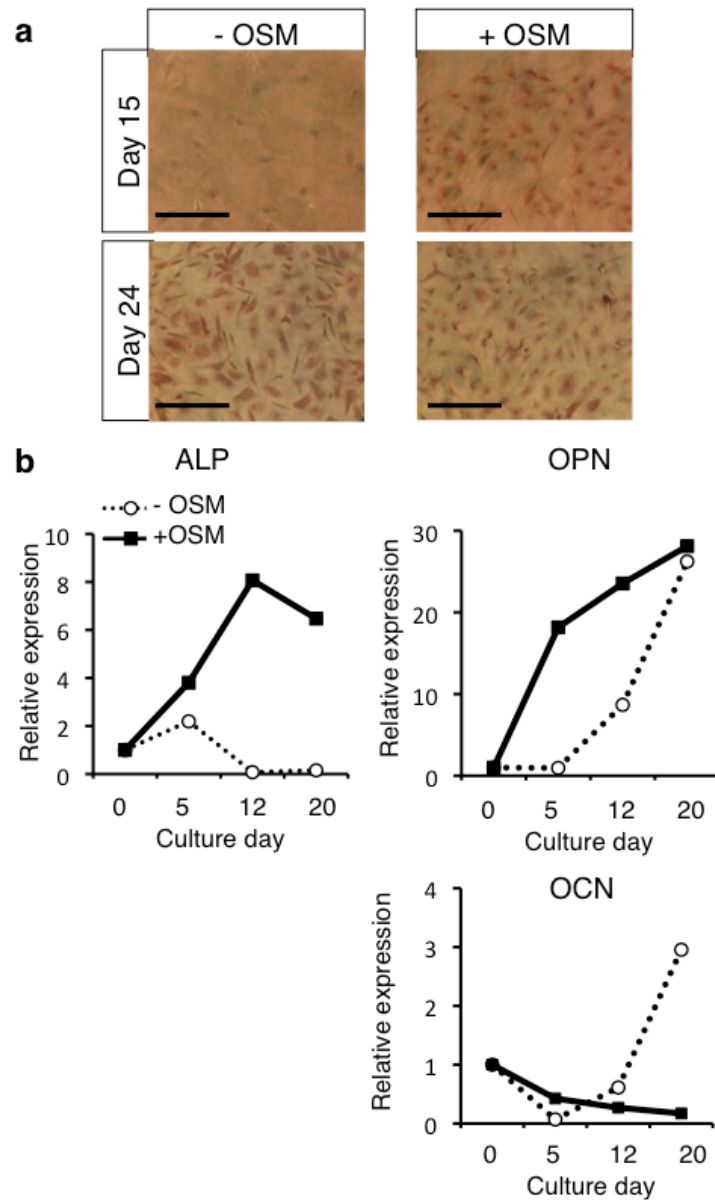 a
- OSM
+ OSM
Day 15
Day 24
b
ALP
- OSM
+OSM
10
8
6
4
2
0
Relative expression
0 5 12 20
Culture day
OPN
30
20
10
0
Relative expression
0 5 12 20
Culture day
OCN
4
3
2
1
0
Relative expression
0 5 12 20
Culture day